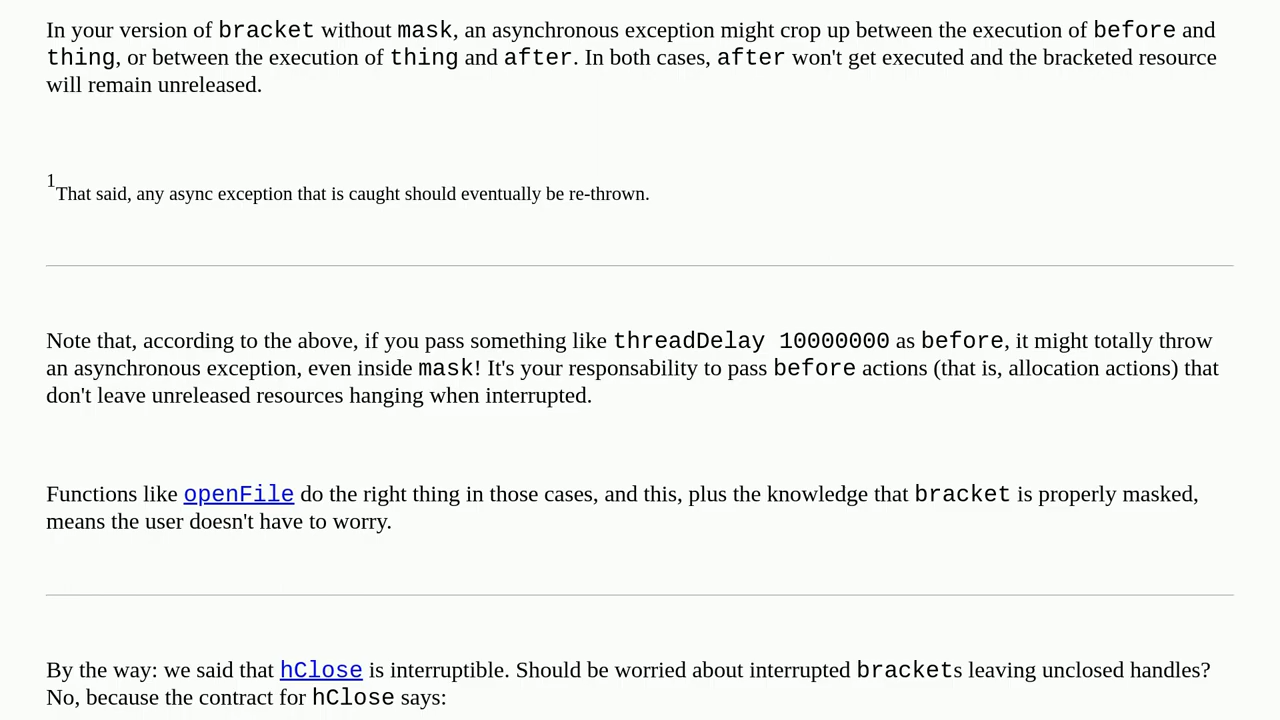 In your version of bracket without mask, an asynchronous exception might crop up between the execution of before and
thing, or between the execution of thing and after. In both cases, after won't get executed and the bracketed resource
will remain unreleased.
1That said, any async exception that is caught should eventually be re-thrown.
Note that, according to the above, if you pass something like threadDelay 10000000 as before, it might totally throw
an asynchronous exception, even inside mask! It's your responsability to pass before actions (that is, allocation actions) that
don't leave unreleased resources hanging when interrupted.
Functions like openFile do the right thing in those cases, and this, plus the knowledge that bracket is properly masked,
means the user doesn't have to worry.
By the way: we said that hClose is interruptible. Should be worried about interrupted brackets leaving unclosed handles?
No, because the contract for hClose says: